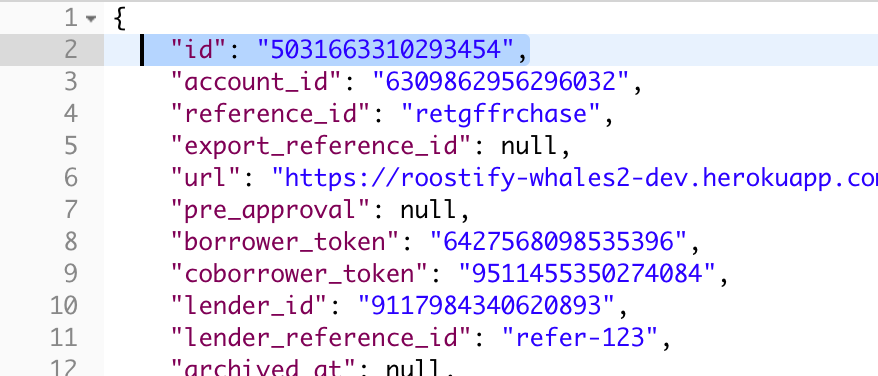 1 {
2 "id": "5031663310293454",
3 "account_id": "6309862956296032",
4 "reference_id": "retgffrchase",
5 "export_reference_id": null,
6 "url": "https://roostify-whales2-dev.herokuapp.co
7 "pre_approval": null,
8 "borrower_token": "6427568098535396",
9 "coborrower_token": "9511455350274084",
10 "lender_id": "9117984340620893",
11 "lender_reference_id": "refer-123",
12 "archived_at": null,